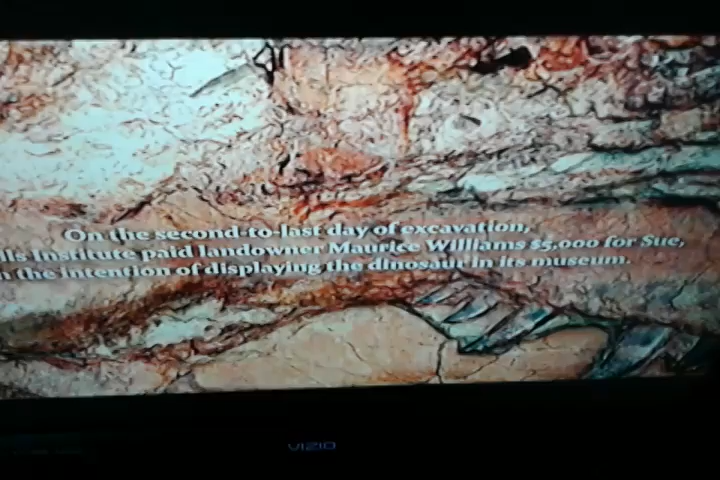 On the second-to-last day of excavation,
lls Institute paid landowner Maurice Williams $5,000 for Sue,
h the intention of displaying the dinosaur in its museum.
VIZIO